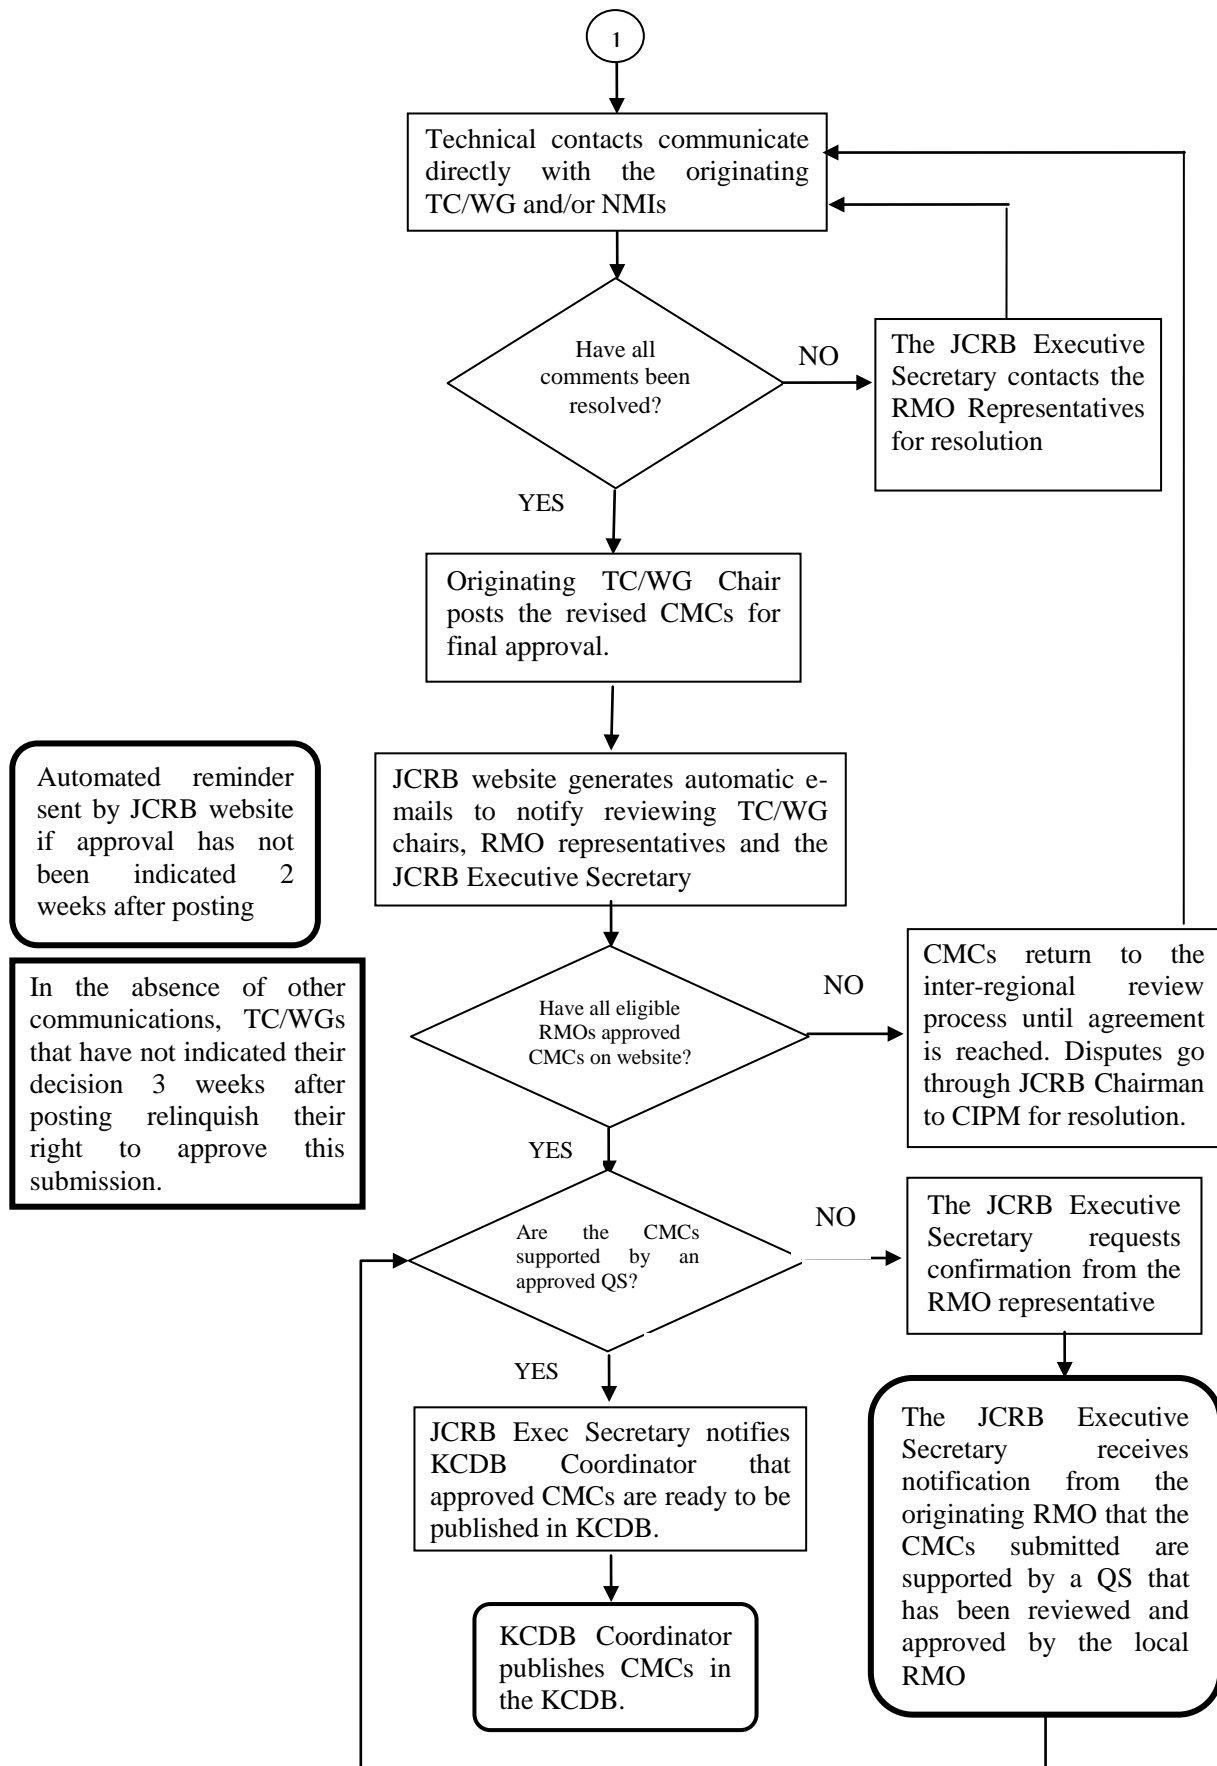 1
Technical contacts communicate
directly with the originating
TC/WG and/or NMIs
Have all
comments been
resolved?
NO
The JCRB Executive
Secretary contacts the
RMO Representatives
for resolution
YES
Originating TC/WG Chair
posts the revised CMCs for
final approval.
Automated reminder
sent by JCRB website
if approval has not
been indicated 2
weeks after posting
JCRB website generates automatic e-
mails to notify reviewing TC/WG
chairs, RMO representatives and the
JCRB Executive Secretary
In the absence of other
communications, TC/WGs
that have not indicated their
decision 3 weeks after
posting relinquish their
right to approve this
submission.
Have all eligible
RMOs approved
CMCs on website?
NO
CMCs return to the
inter-regional review
process until agreement
is reached. Disputes go
through JCRB Chairman
to CIPM for resolution.
YES
Are the CMCs
supported by an
approved QS?
NO
The JCRB Executive
Secretary requests
confirmation from the
RMO representative
YES
JCRB Exec Secretary notifies
KCDB Coordinator that
approved CMCs are ready to be
published in KCDB.
The JCRB Executive
Secretary receives
notification from the
originating RMO that the
CMCs submitted are
supported by a QS that
has been reviewed and
approved by the local
RMO
KCDB Coordinator
publishes CMCs in
the KCDB.